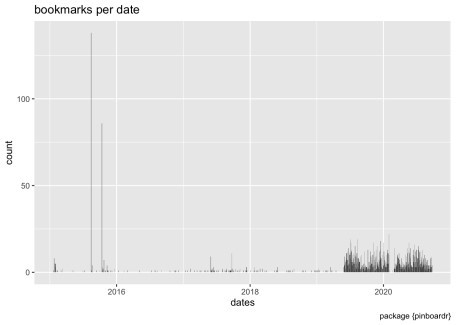 bookmarks per date
count
100
50
0
2016
2018
2020
dates
package {pinboardr}